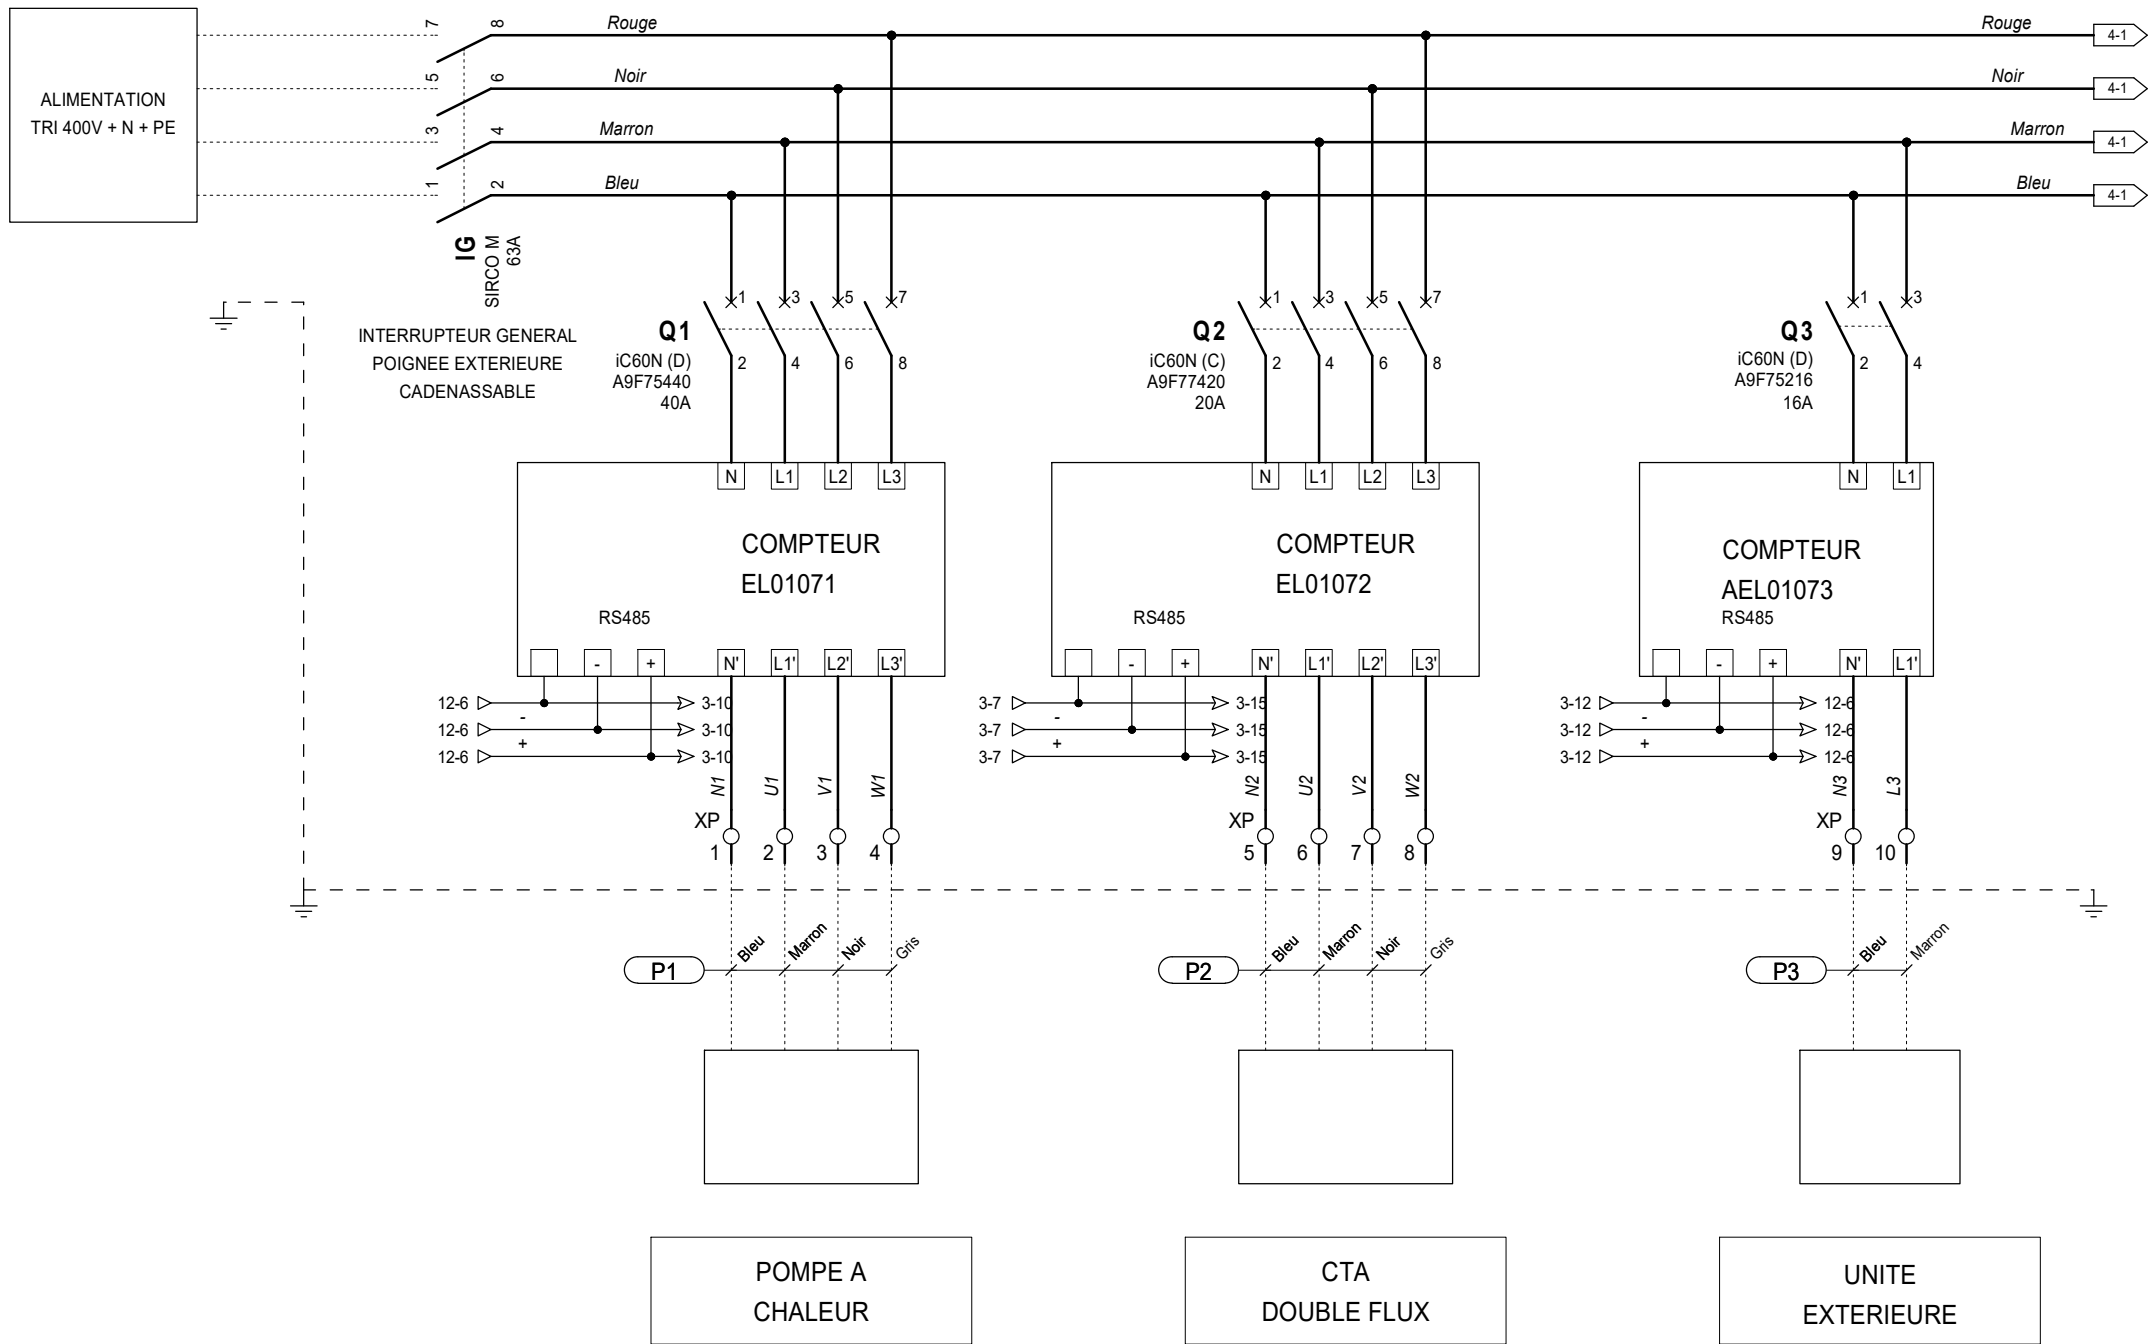 7
8
Rouge
Rouge
4-1
5
6
Noir
Noir
4-1
ALIMENTATION
TRI 400V + N + PE
3
4
Marron
Marron
4-1
1
2
Bleu
Bleu
4-1
IG
SIRCO M
63A
INTERRUPTEUR GENERAL
POIGNEE EXTERIEURE
CADENASSABLE
1 3 5 7
Q1
iC60N (D)
A9F75440
40A
2 4 6 8
1 3 5 7
Q2
iC60N (C)
A9F77420
20A
2 4 6 8
1 3
Q3
iC60N (D)
A9F75216
16A
2 4
N L1 L2 L3
COMPTEUR
EL01071
RS485
- + N' L1' L2' L3'
12-6 3-10
-
12-6 3-10
+
12-6 3-10
N1 U1 V1 W1
XP
1 2 3 4
N L1 L2 L3
COMPTEUR
EL01072
RS485
- + N' L1' L2' L3'
3-7 3-15
-
3-7 3-15
+
3-7 3-15
N2 U2 V2 W2
XP
5 6 7 8
N L1
COMPTEUR
AEL01073
RS485
- + N' L1'
3-12 12-6
-
3-12 12-6
+
3-12 12-6
N3 L3
XP
9 10
P1
Bleu Marron Noir Gris
P2
Bleu Marron Noir Gris
P3
Bleu Marron
POMPE A
CHALEUR
CTA
DOUBLE FLUX
UNITE
EXTERIEURE